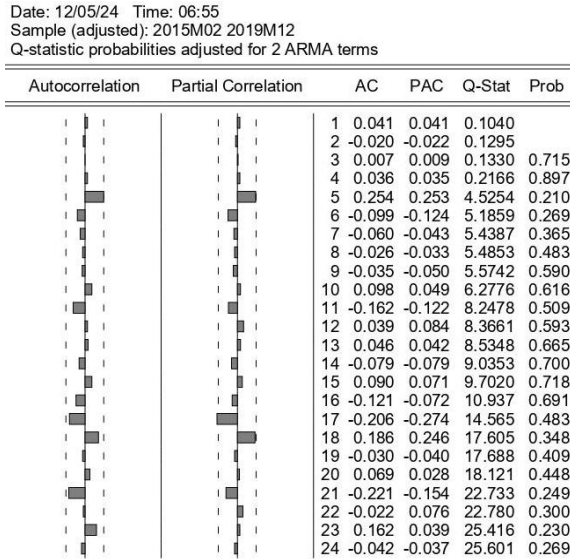 Date: 12/05/24 Time: 06:55
Sample (adjusted): 2015M02 2019M12
Q-statistic probabilities adjusted for 2 ARMA terms
Autocorrelation Partial Correlation AC PAC Q-Stat Prob
1 0.041 0.041 0.1040
2 -0.020 -0.022 0.1295
3 0.007 0.009 0.1330 0.715
4 0.036 0.035 0.2166 0.897
5 0.254 0.253 4.5254 0.210
6 -0.099 -0.124 5.1859 0.269
7 -0.060 -0.043 5.4387 0.365
8 -0.026 -0.033 5.4853 0.483
9 -0.035 -0.050 5.5742 0.590
10 0.098 0.049 6.2776 0.616
11 -0.162 -0.122 8.2478 0.509
12 0.039 0.084 8.3661 0.593
13 0.046 0.042 8.5348 0.665
14 -0.079 -0.079 9.0353 0.700
15 0.090 0.071 9.7020 0.718
16 -0.121 -0.072 10.937 0.691
17 -0.206 -0.274 14.565 0.483
18 0.186 0.246 17.605 0.348
19 -0.030 -0.040 17.688 0.409
20 0.069 0.028 18.121 0.448
21 -0.221 -0.154 22.733 0.249
22 -0.022 0.076 22.780 0.300
23 0.162 0.039 25.416 0.230
24 -0.042 -0.037 25.601 0.269